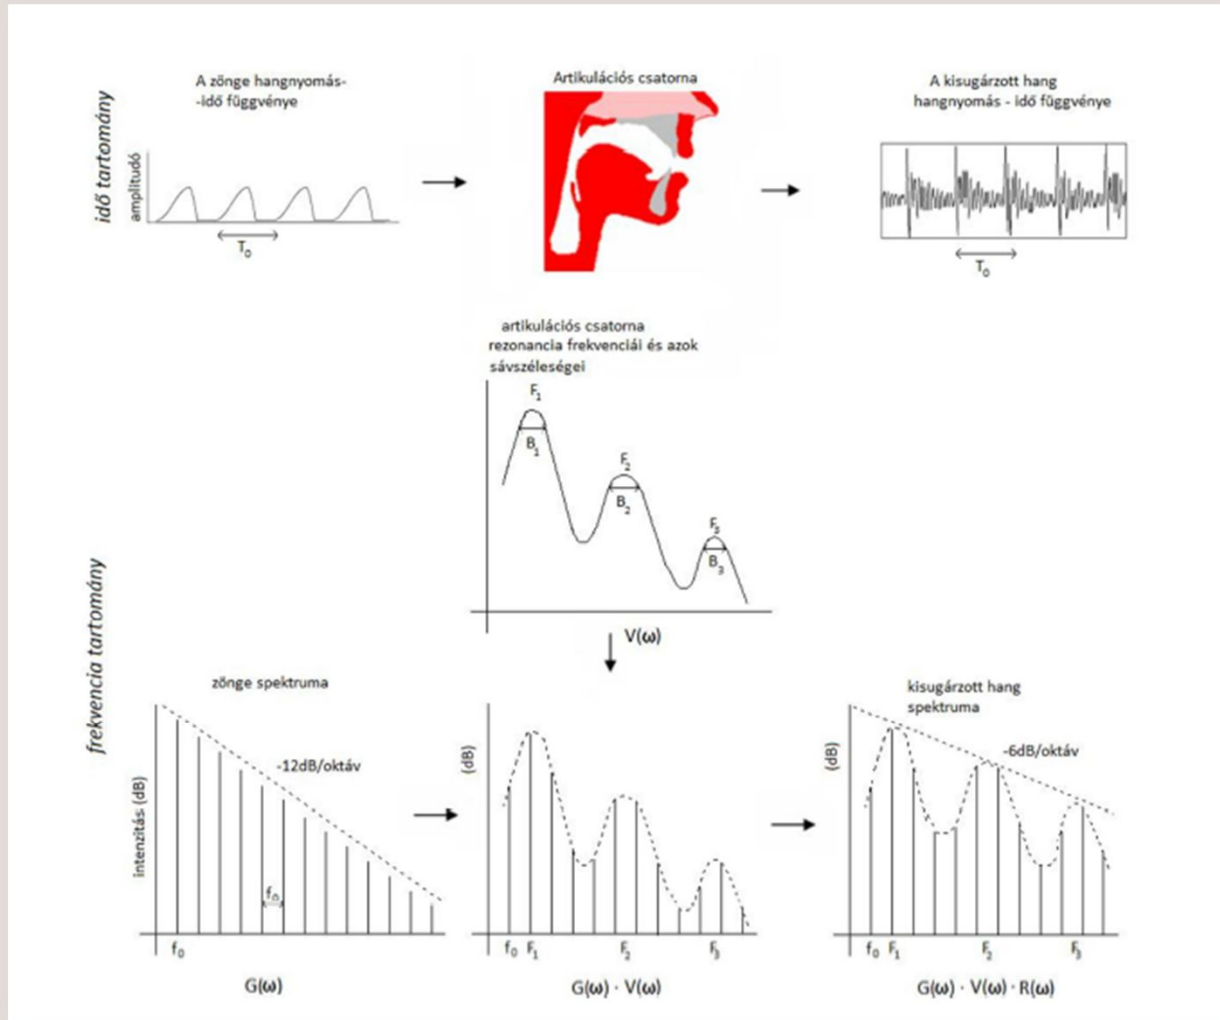 A zönge hangnyomás-
-idő függvénye
Artikulációs csatorna
A kisugárzott hang
hangnyomás - idő függvénye
idő tartomány
amplitudó
T₀
T₀
artikulációs csatorna
rezonancia frekvenciái és azok
sávszéleségei
F₁
B₁
F₂
B₂
F₃
B₃
V(ω)
frekvencia tartomány
zönge spektruma
-12dB/oktáv
intenzitás (dB)
f₀
f₀
G(ω)
(dB)
f₀ F₁ F₂ F₃
G(ω) · V(ω)
kisugárzott hang
spektruma
-6dB/oktáv
(dB)
f₀ F₁ F₂ F₃
G(ω) · V(ω) · R(ω)